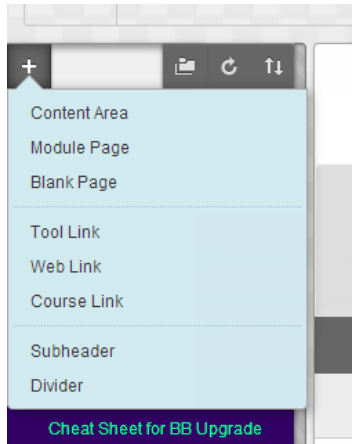 Content Area
Module Page
Blank Page
Tool Link
Web Link
Course Link
Subheader
Divider
Cheat Sheet for BB Upgrade